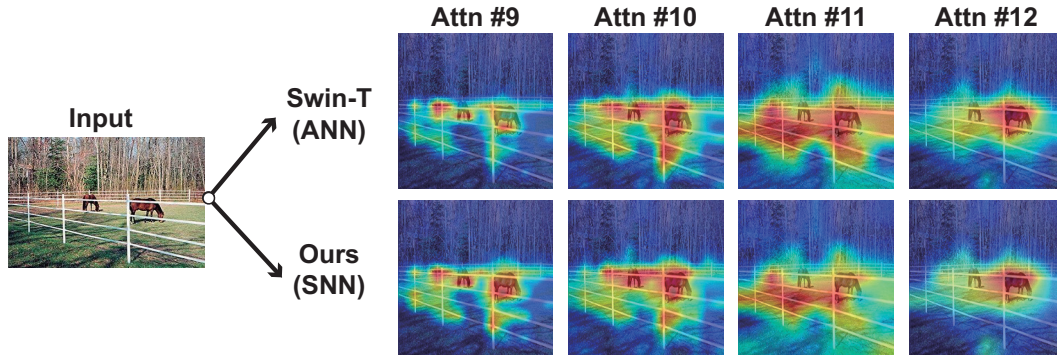 Attn #9 Attn #10 Attn #11 Attn #12
Input
Swin-T
(ANN)
Ours
(SNN)